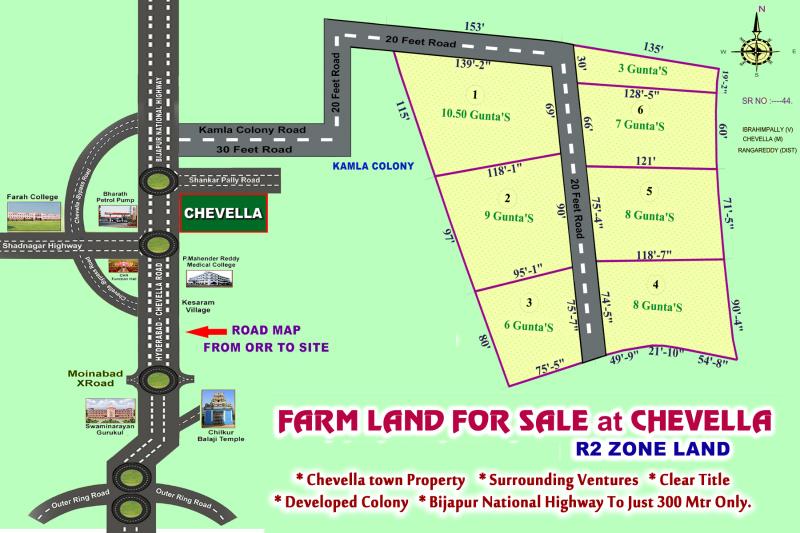 153'
20 Feet Road
N
W
E
S
135'
3 Gunta'S
19'-2"
30'
139'-2"
128'-5"
1
10.50 Gunta'S
115'
69'
66'
6
7 Gunta'S
60'
SR NO :----44.
IBRAHIMPALLY (V)
CHEVELLA (M)
RANGAREDDY (DIST)
20 Feet Road
Kamla Colony Road
30 Feet Road
KAMLA COLONY
BIJAPUR NATIONAL HIGHWAY
118'-1"
121'
20 Feet Road
2
9 Gunta'S
97'
90'
75'-4"
5
8 Gunta'S
71'-5"
95'-1"
118'-7"
3
6 Gunta'S
80'
75'-7"
74'-5"
4
8 Gunta'S
90'-4"
75'-5"
49'-9"
21'-10"
54'-8"
Shankar Pally Road
Chevella -Bypass Road
Farah College
Bharath
Petrol Pump
CHEVELLA
Shadnagar Highway
P.Mahender Reddy
Medical College
Function Hall
Chevella-Bypass Road
Kesaram
Village
HYDERABAD - CHEVELLA ROAD
ROAD MAP
FROM ORR TO SITE
Moinabad
XRoad
Swaminarayan
Gurukul
Chilkur
Balaji Temple
Outer Ring Road
Outer Ring Road
FARM LAND FOR SALE at CHEVELLA
R2 ZONE LAND
* Chevella town Property * Surrounding Ventures * Clear Title
* Developed Colony * Bijapur National Highway To Just 300 Mtr Only.